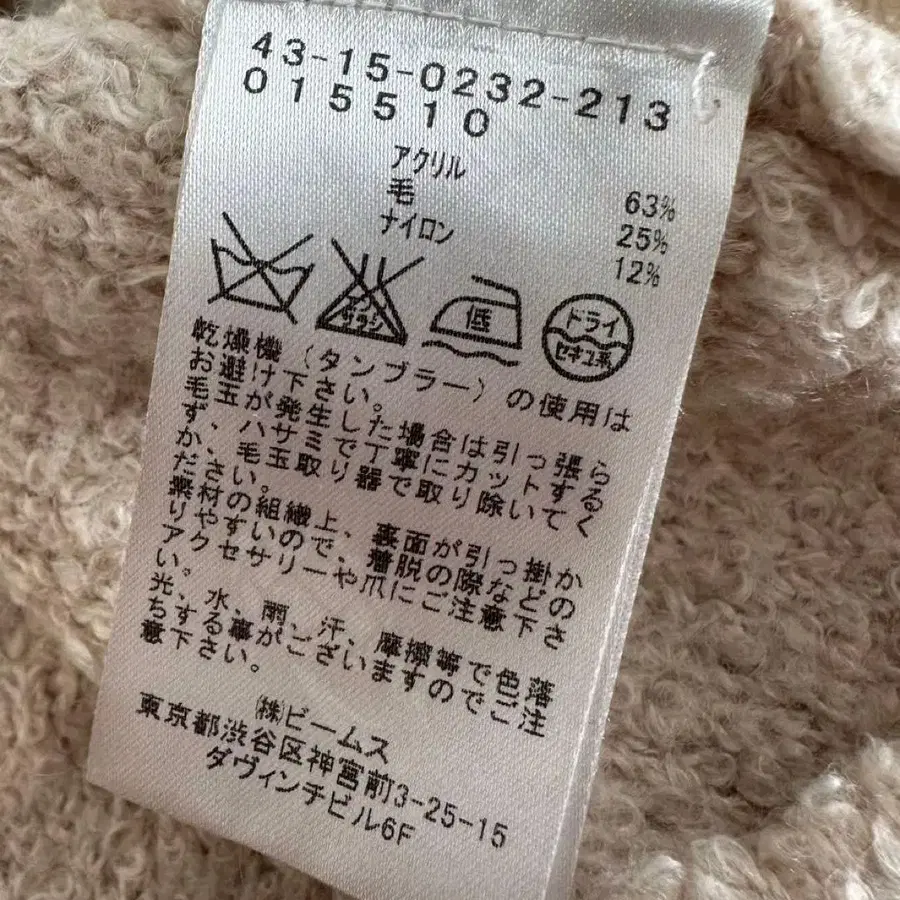 43-15-0232-213
015510
アクリル 63%
毛 25%
ナイロン 12%
エンソ サラシ 低 ドライ セキユ系
乾燥機（タンブラー）の使用は
お避け下さい。
毛玉が発生した場合は引っ張ら
ず、ハサミで丁寧にカットする
か、毛玉取り器で取り除いてく
ださい。
素材の組織上、裏面が引っ掛か
りやすいので、着脱の際などの
アクセサリーや爪にご注意下さ
い。
光、水、雨、汗、摩擦等で色落
ちする事がございますのでご注
意下さい。
㈱ビームス
東京都渋谷区神宮前3-25-15
ダヴィンチビル6F